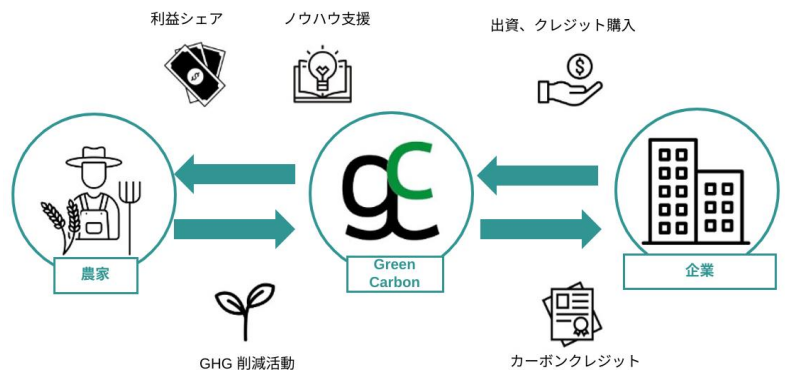 利益シェア
ノウハウ支援
出資、クレジット購入
gc
農家
Green
Carbon
企業
GHG 削減活動
カーボンクレジット